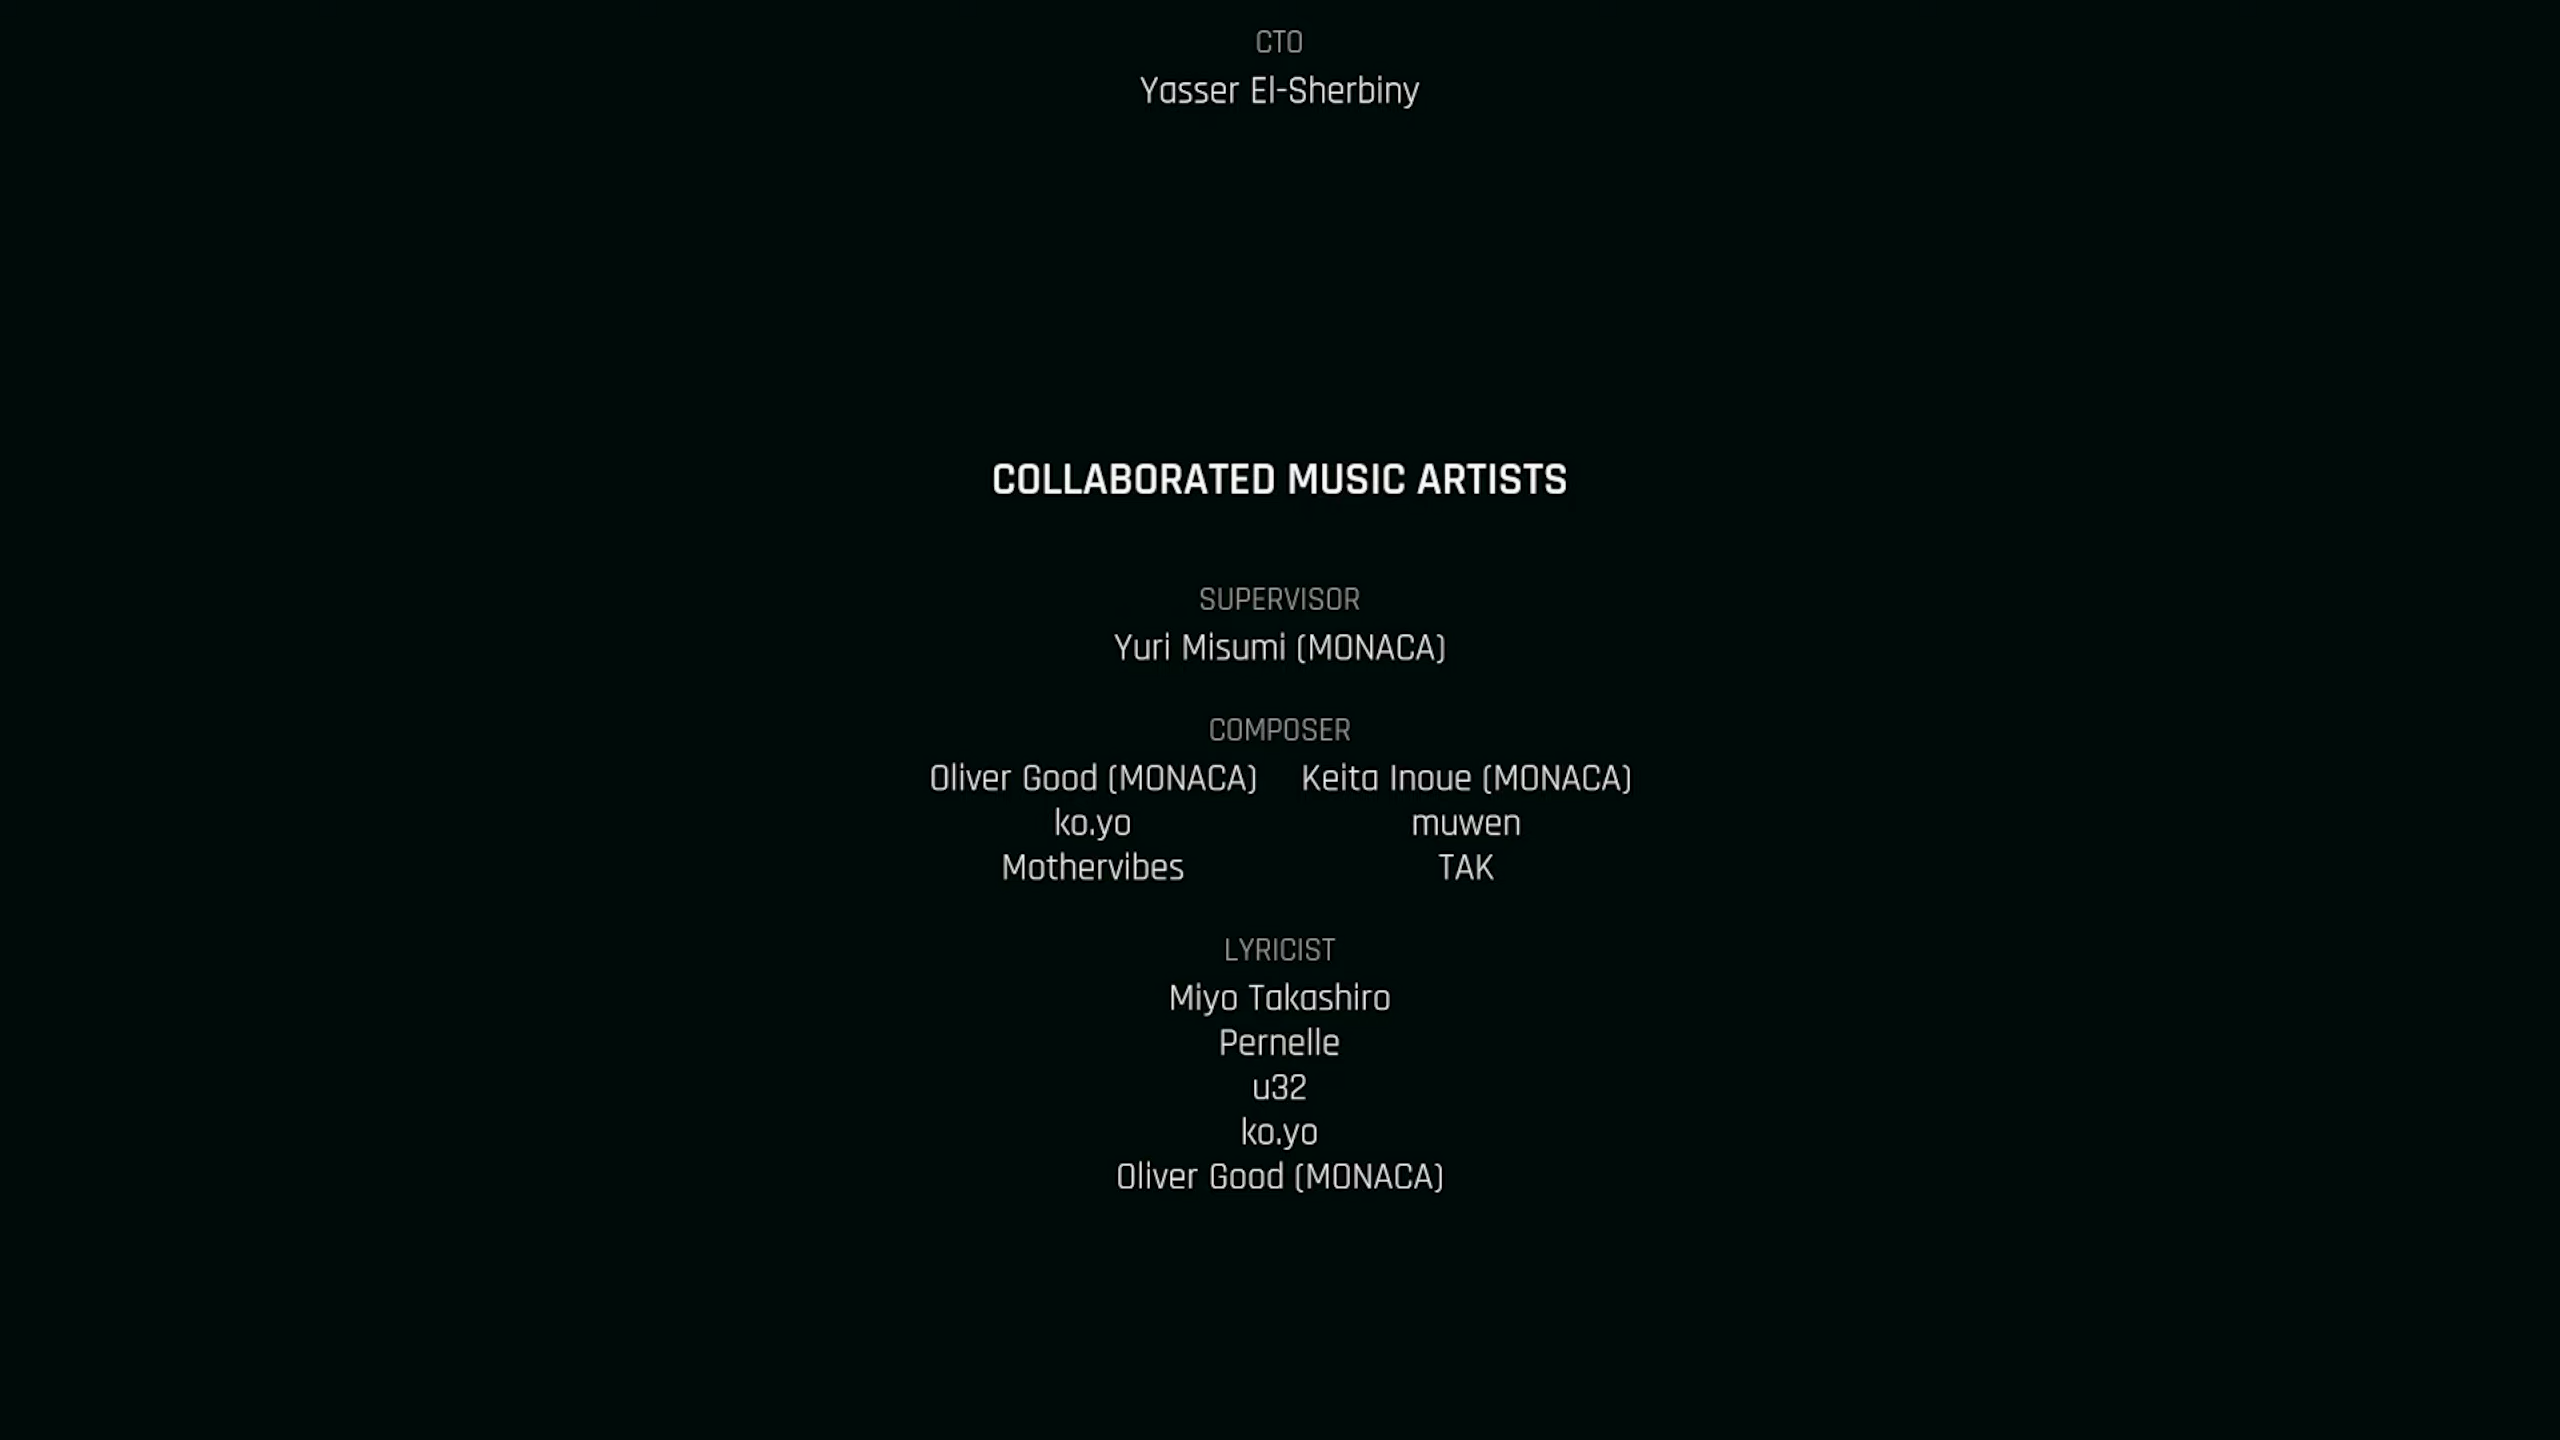 CTO
Yasser El-Sherbiny
COLLABORATED MUSIC ARTISTS
SUPERVISOR
Yuri Misumi (MONACA)
COMPOSER
Oliver Good (MONACA) Keita Inoue (MONACA)
ko.yo muwen
Mothervibes TAK
LYRICIST
Miyo Takashiro
Pernelle
u32
ko.yo
Oliver Good (MONACA)